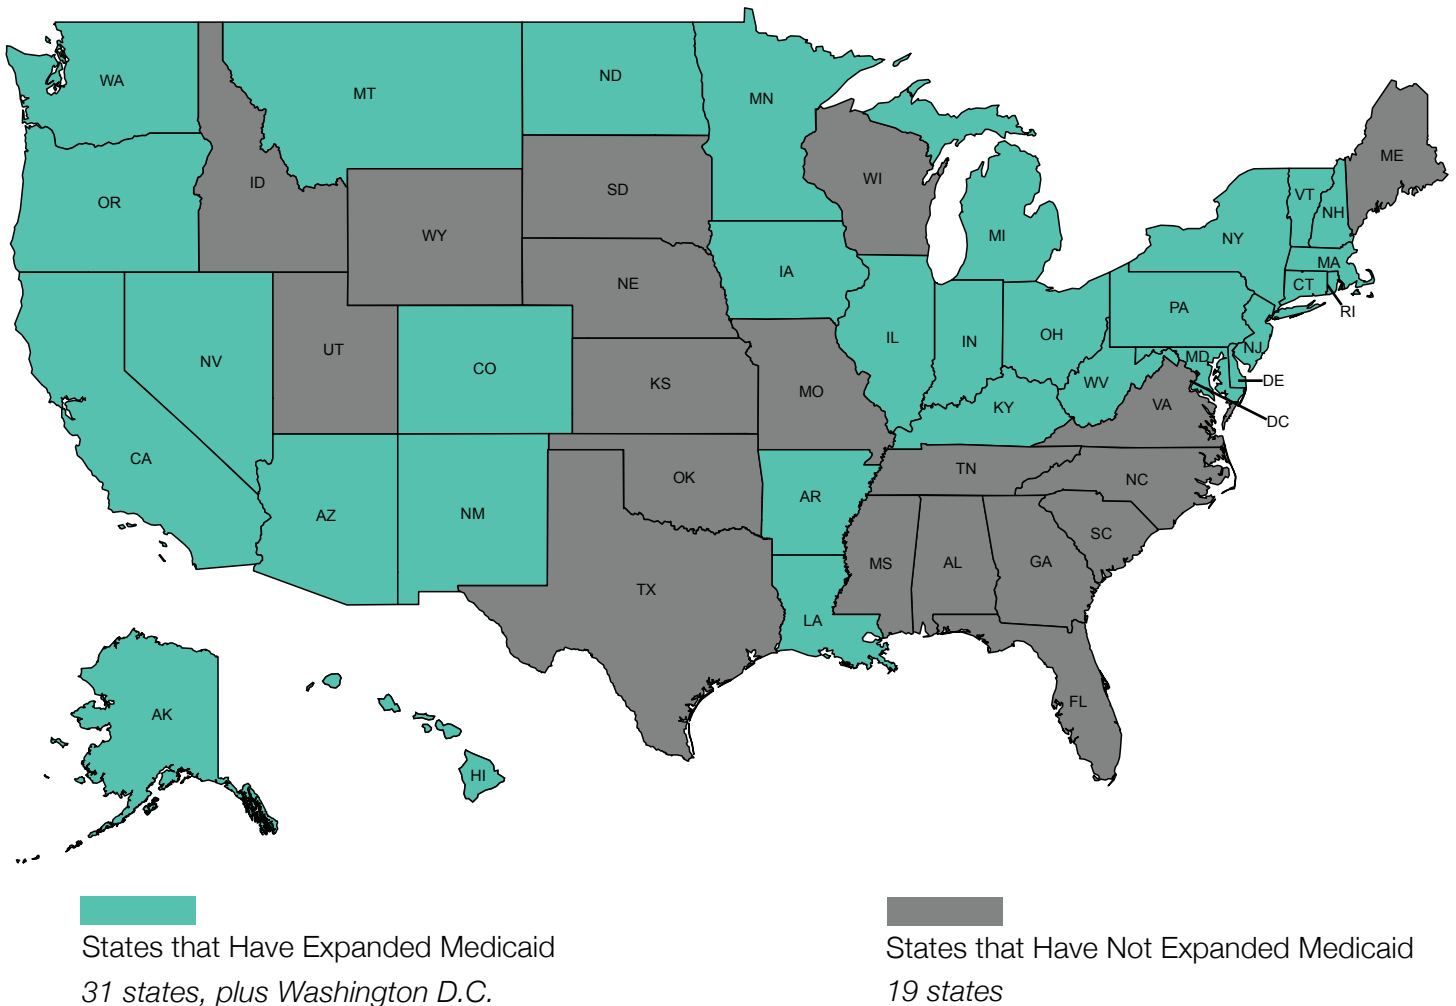 WA
MT
ND
MN
ME
WI
ID
SD
VT
NH
OR
WY
NY
MI
MA
IA
NE
CT
RI
PA
NV
UT
CO
IL
IN
OH
NJ
MD
DE
KS
MO
WV
KY
VA
DC
CA
TN
OK
NC
AR
AZ
NM
SC
MS
AL
GA
TX
LA
FL
AK
HI
States that Have Expanded Medicaid
31 states, plus Washington D.C.
States that Have Not Expanded Medicaid
19 states